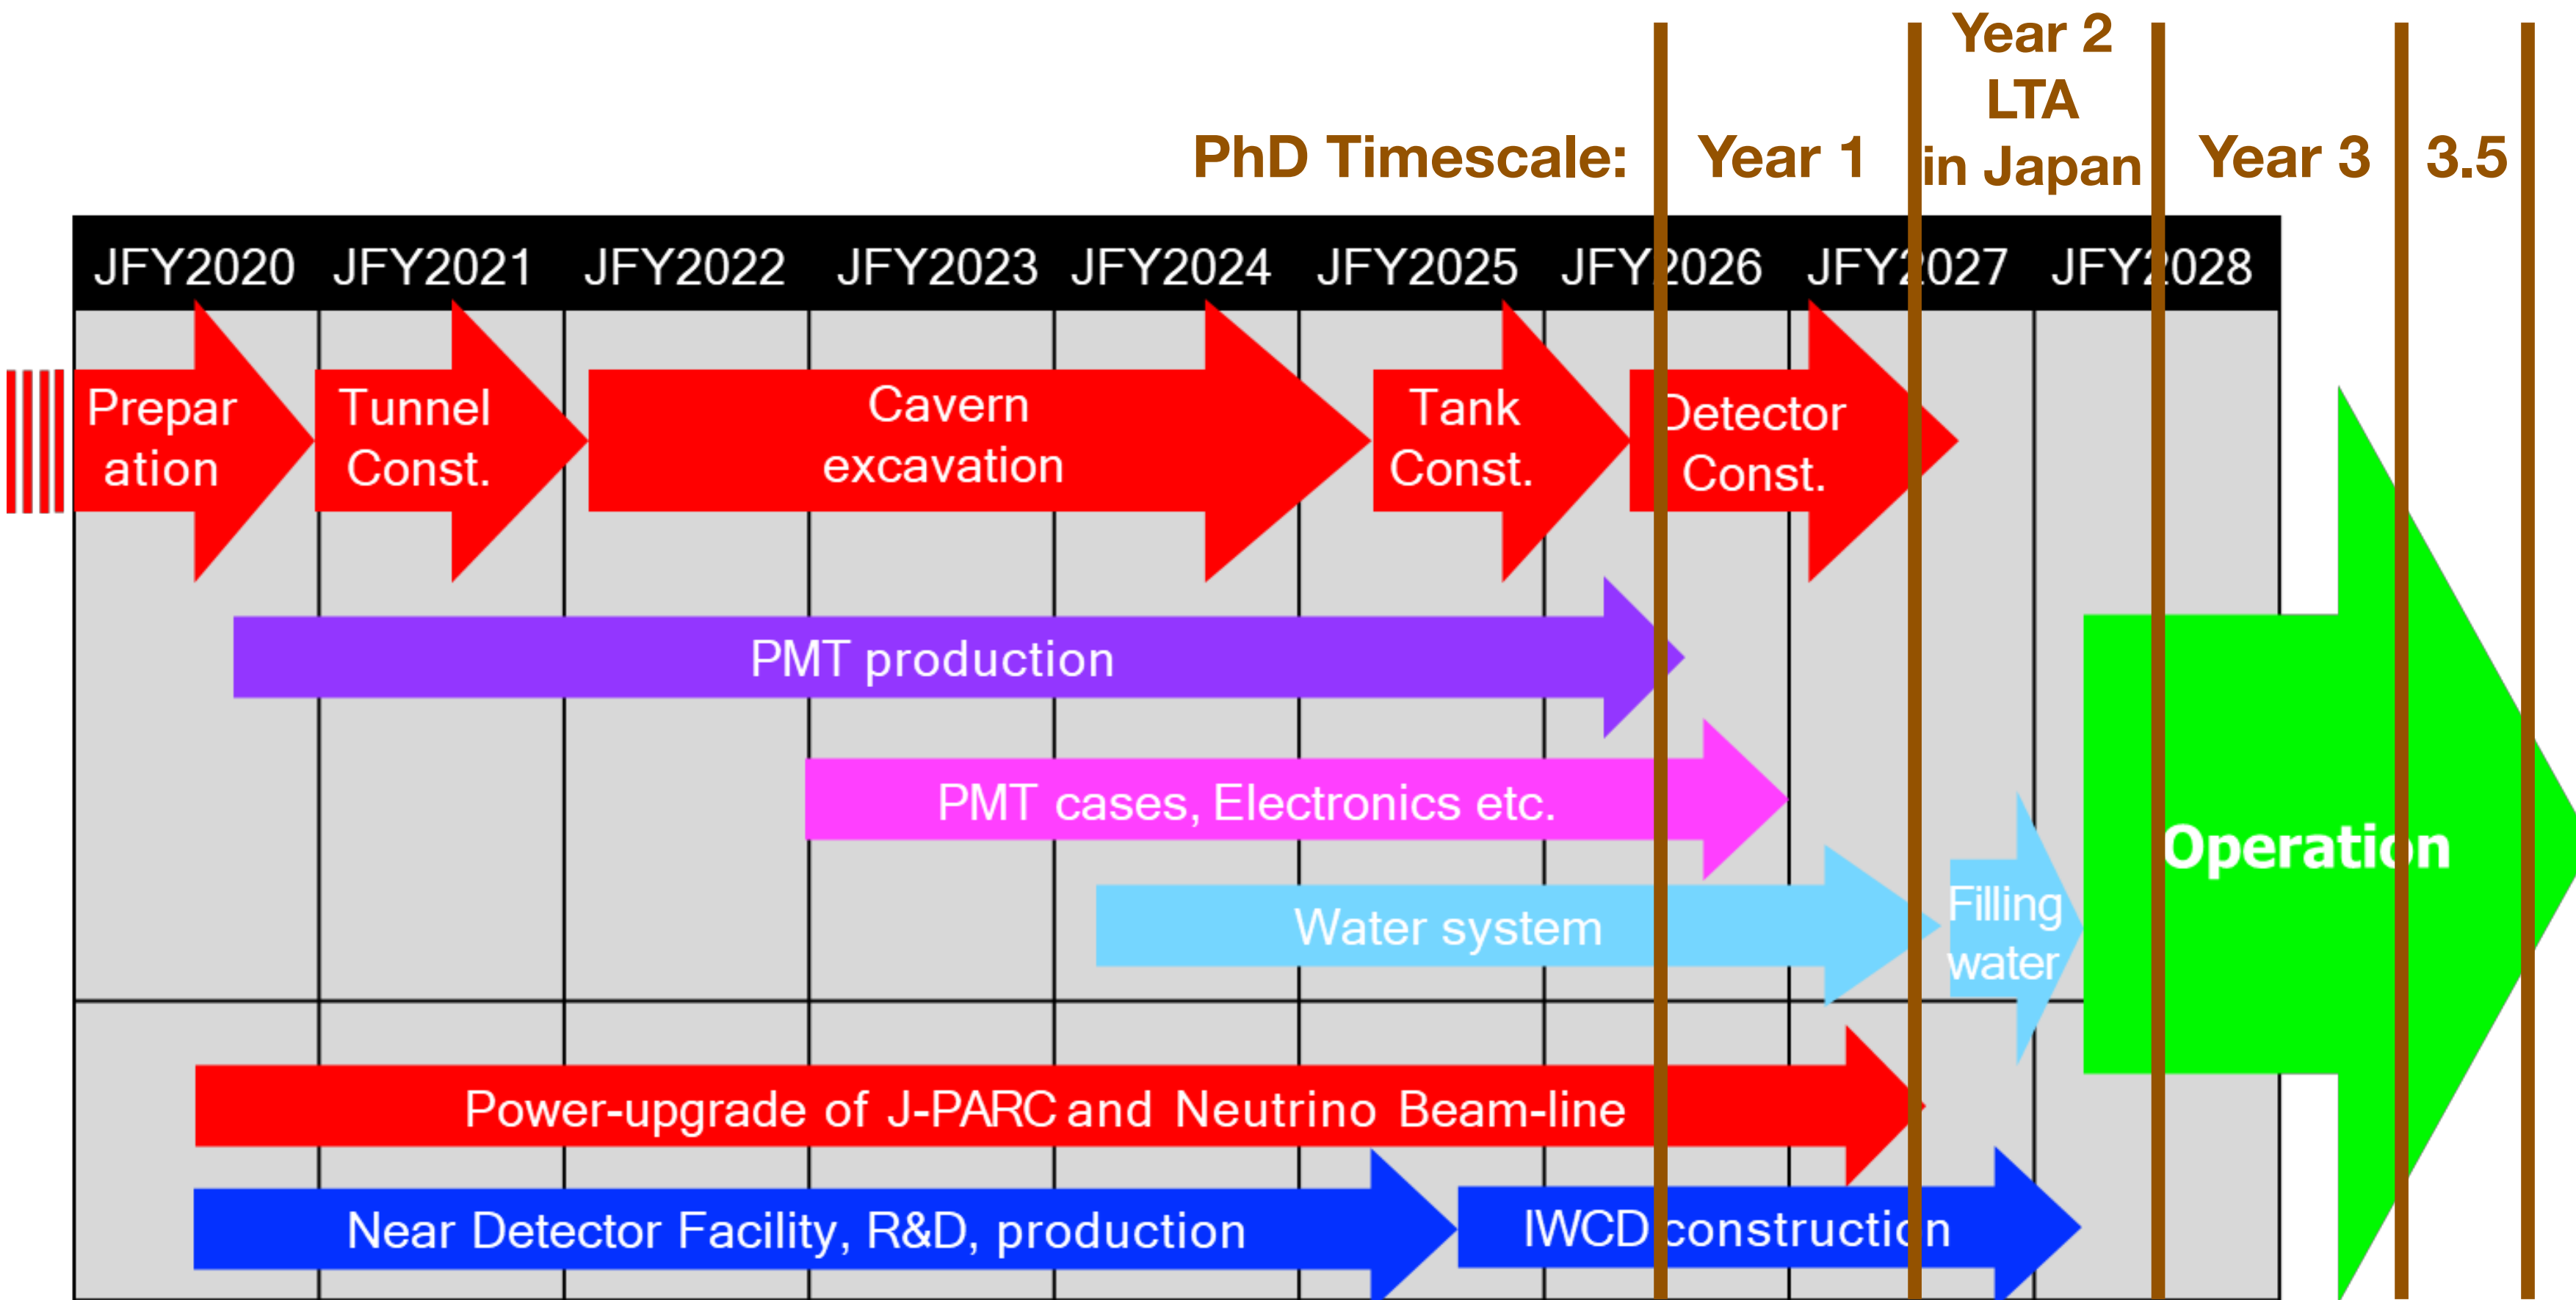 Year 2
LTA
in Japan
PhD Timescale:
Year 1
Year 3
3.5
JFY2020
JFY2021
JFY2022
JFY2023
JFY2024
JFY2025
JFY2026
JFY2027
JFY2028
Prepar
ation
Tunnel
Const.
Cavern
excavation
Tank
Const.
Detector
Const.
PMT production
PMT cases, Electronics etc.
Water system
Filling
water
Operation
Power-upgrade of J-PARC and Neutrino Beam-line
Near Detector Facility, R&D, production
IWCD construction